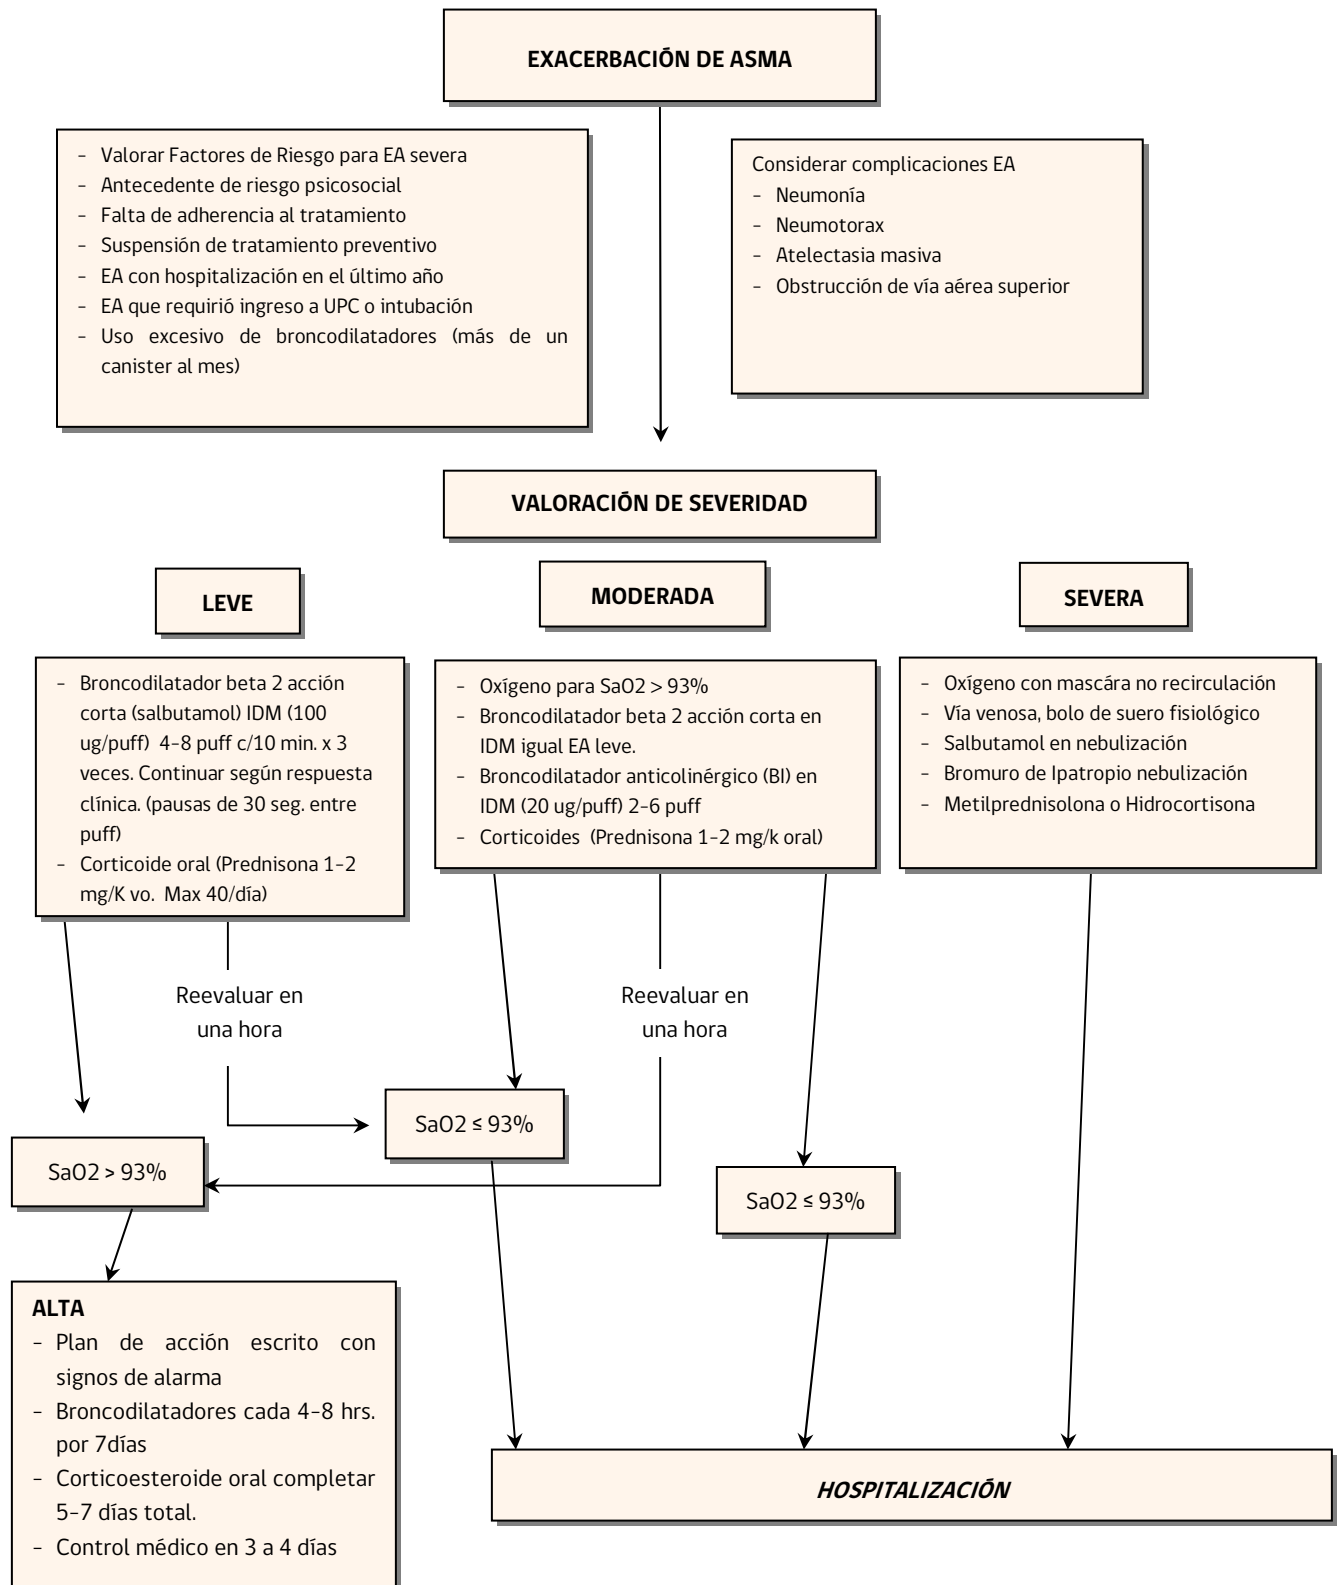 EXACERBACIÓN DE ASMA
- Valorar Factores de Riesgo para EA severa
- Antecedente de riesgo psicosocial
- Falta de adherencia al tratamiento
- Suspensión de tratamiento preventivo
- EA con hospitalización en el último año
- EA que requirió ingreso a UPC o intubación
- Uso excesivo de broncodilatadores (más de un
canister al mes)
Considerar complicaciones EA
- Neumonía
- Neumotorax
- Atelectasia masiva
- Obstrucción de vía aérea superior
VALORACIÓN DE SEVERIDAD
LEVE
MODERADA
SEVERA
- Broncodilatador beta 2 acción
corta (salbutamol) IDM (100
ug/puff) 4-8 puff c/10 min. x 3
veces. Continuar según respuesta
clínica. (pausas de 30 seg. entre
puff)
- Corticoide oral (Prednisona 1-2
mg/K vo. Max 40/día)
- Oxígeno para SaO2 > 93%
- Broncodilatador beta 2 acción corta en
IDM igual EA leve.
- Broncodilatador anticolinérgico (BI) en
IDM (20 ug/puff) 2-6 puff
- Corticoides (Prednisona 1-2 mg/k oral)
- Oxígeno con mascára no recirculación
- Vía venosa, bolo de suero fisiológico
- Salbutamol en nebulización
- Bromuro de Ipatropio nebulización
- Metilprednisolona o Hidrocortisona
Reevaluar en
una hora
Reevaluar en
una hora
SaO2 ≤ 93%
SaO2 > 93%
SaO2 ≤ 93%
ALTA
- Plan de acción escrito con
signos de alarma
- Broncodilatadores cada 4-8 hrs.
por 7días
- Corticoesteroide oral completar
5-7 días total.
- Control médico en 3 a 4 días
HOSPITALIZACIÓN